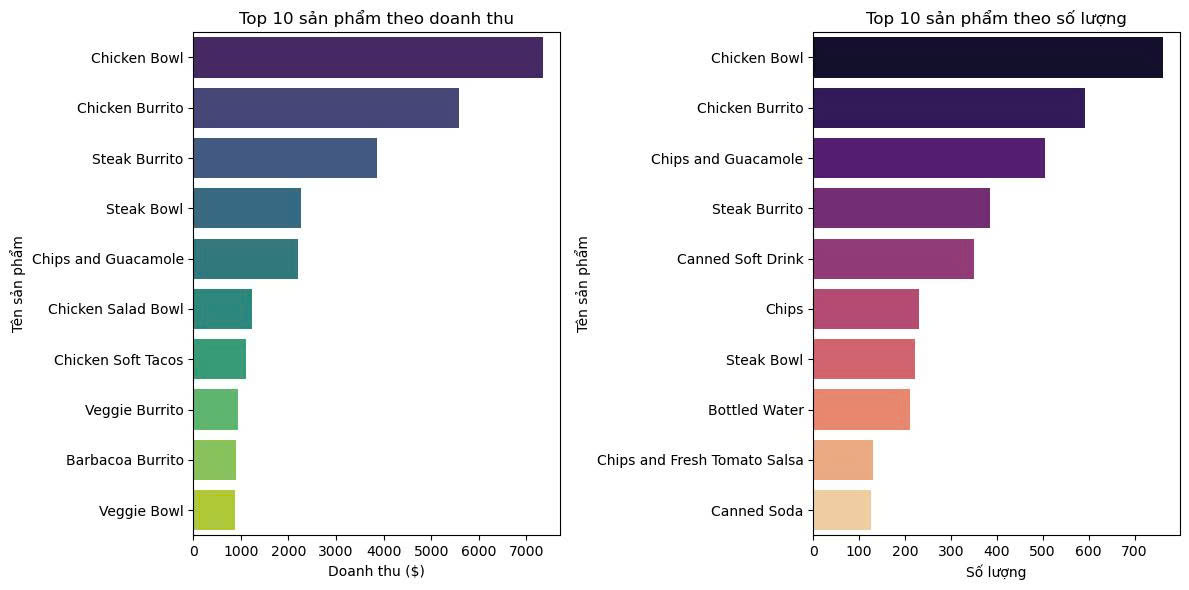 Top 10 sản phẩm theo doanh thu
Tên sản phẩm
Chicken Bowl
Chicken Burrito
Steak Burrito
Steak Bowl
Chips and Guacamole
Chicken Salad Bowl
Chicken Soft Tacos
Veggie Burrito
Barbacoa Burrito
Veggie Bowl
0 1000 2000 3000 4000 5000 6000 7000
Doanh thu ($)
Top 10 sản phẩm theo số lượng
Tên sản phẩm
Chicken Bowl
Chicken Burrito
Chips and Guacamole
Steak Burrito
Canned Soft Drink
Chips
Steak Bowl
Bottled Water
Chips and Fresh Tomato Salsa
Canned Soda
0 100 200 300 400 500 600 700
Số lượng